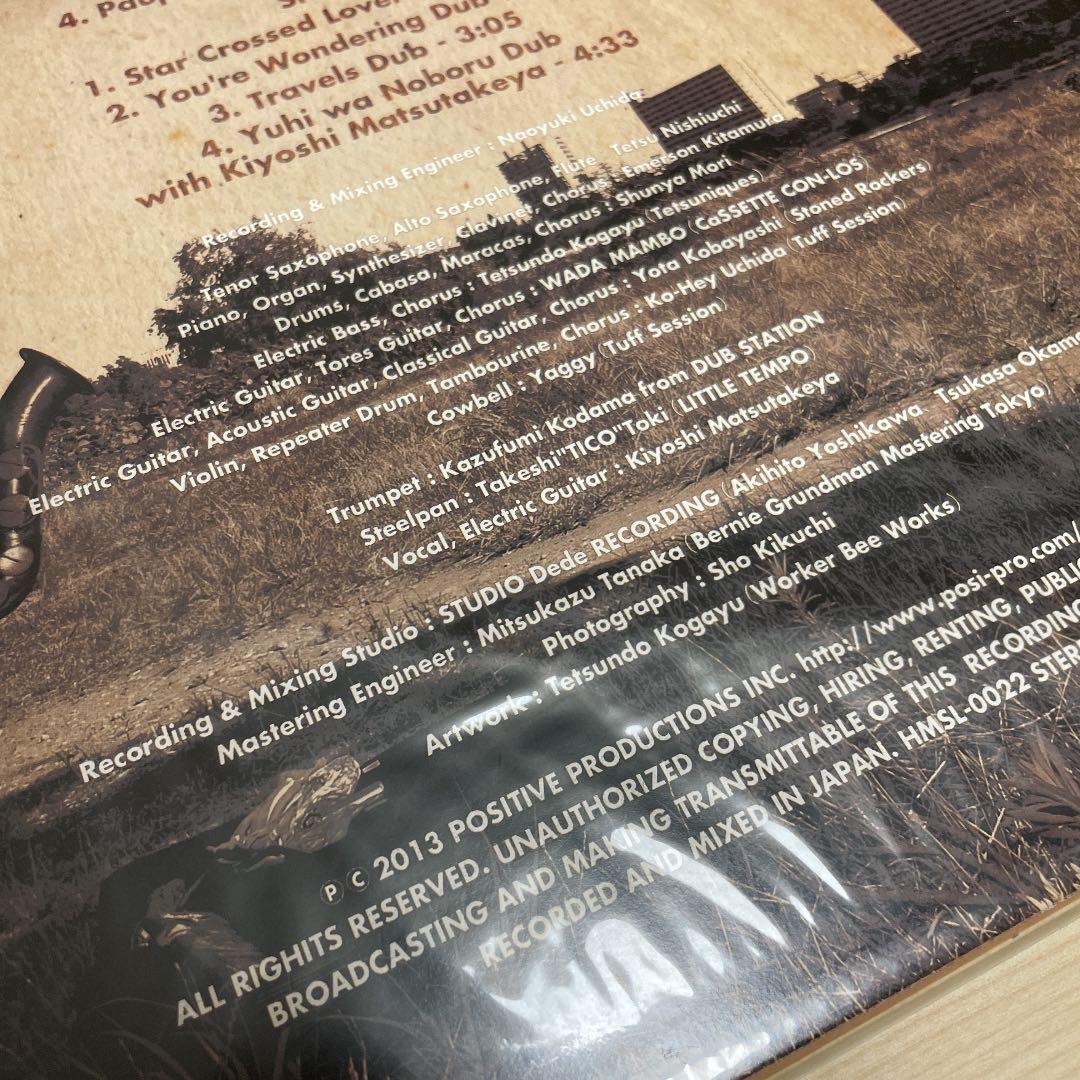 4.
1. Star Crossed
2. You're Wondering Dub
3. Travels Dub - 3:05
4. Yuhi wa Noboru Dub
with Kiyoshi Matsutakeya - 4:33
Recording & Mixing Engineer : Naoyuki Uchida
Tenor Saxophone, Alto Saxophone, Flute Tetsu Nishiuchi
Piano, Organ, Synthesizer, Clavinet, Chorus : Emerson Kitamura
Drums, Cabasa, Maracas, Chorus : Shunya Mori
Electric Bass, Chorus : Tetsundo Kogayu (Tetsuniques)
Electric Guitar, Tores Guitar, Chorus : WADA MAMBO (CaSSETTE CON-LOS)
Electric Guitar, Acoustic Guitar, Classical Guitar, Chorus : Yota Kobayashi (Stoned Rockers)
Violin, Repeater Drum, Tambourine, Chorus : Ko-Hey Uchida (Tuff Session)
Cowbell : Yaggy (Tuff Session)
Trumpet : Kazufumi Kodama from DUB STATION
Steelpan : Takeshi"TICO"Toki (LITTLE TEMPO)
Vocal, Electric Guitar : Kiyoshi Matsutakeya
Recording & Mixing Studio : STUDIO Dede RECORDING (Akihito Yoshikawa Tsukasa
Mastering Engineer : Mitsukazu Tanaka (Bernie Grundman Mastering Tokyo)
Photography : Sho Kikuchi
Artwork : Tetsundo Kogayu (Worker Bee Works)
Ⓟ Ⓒ 2013 POSITIVE PRODUCTIONS INC. http://www.posi-pro.com/
ALL RIGHTS RESERVED. UNAUTHORIZED COPYING, HIRING, RENTING, PUBLIC
BROADCASTING AND MAKING TRANSMITTABLE OF THIS RECORDING
RECORDED AND MIXED IN JAPAN. HMSL-0022